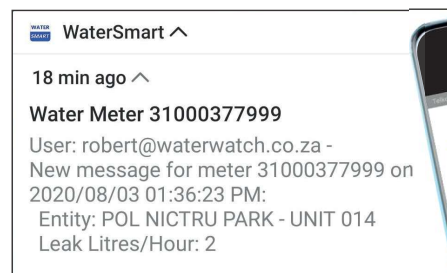 WATER
SMART
WaterSmart
18 min ago
Water Meter 31000377999
User: robert@waterwatch.co.za -
New message for meter 31000377999 on
2020/08/03 01:36:23 PM:
Entity: POL NICTRU PARK - UNIT 014
Leak Litres/Hour: 2